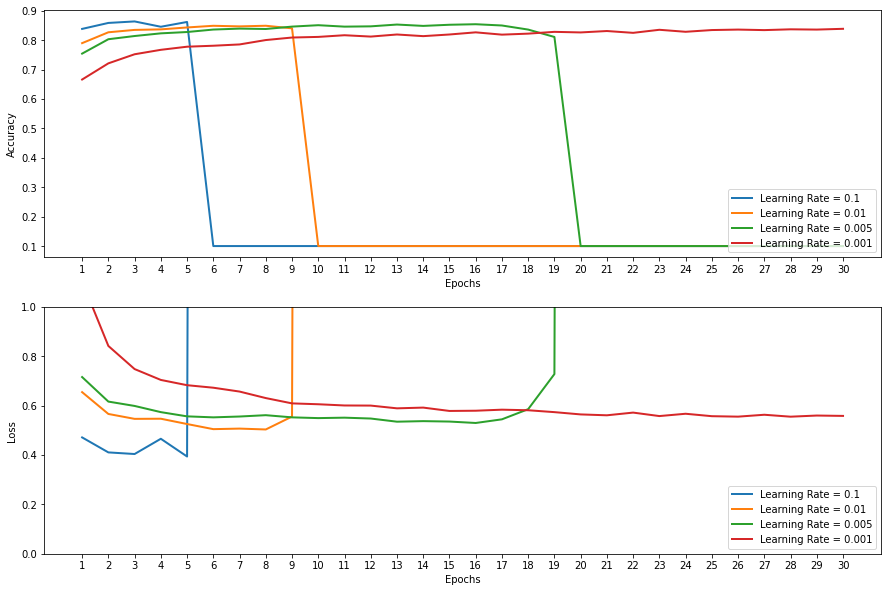 0.9
0.8
0.7
0.6
0.5
0.4
0.3
0.2
0.1
Accuracy
Learning Rate = 0.1
Learning Rate = 0.01
Learning Rate = 0.005
Learning Rate = 0.001
1 2 3 4 5 6 7 8 9 10 11 12 13 14 15 16 17 18 19 20 21 22 23 24 25 26 27 28 29 30
Epochs
1.0
0.8
0.6
0.4
0.2
0.0
Loss
Learning Rate = 0.1
Learning Rate = 0.01
Learning Rate = 0.005
Learning Rate = 0.001
1 2 3 4 5 6 7 8 9 10 11 12 13 14 15 16 17 18 19 20 21 22 23 24 25 26 27 28 29 30
Epochs